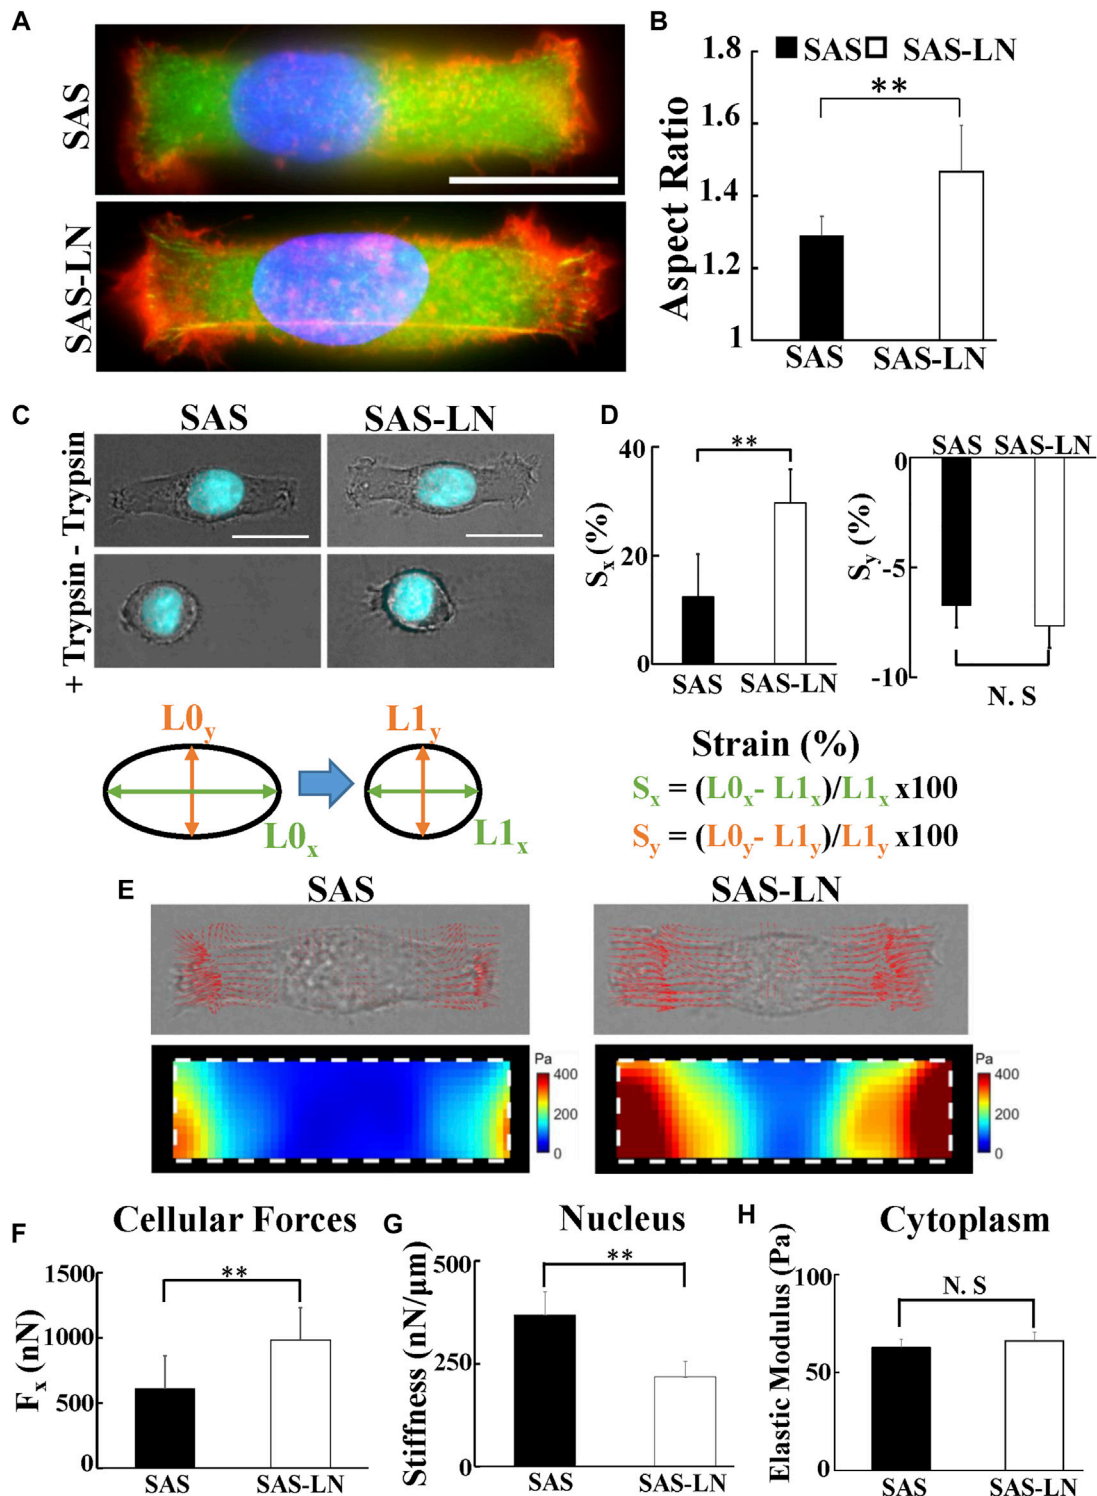 A
SAS
SAS-LN
B
SAS SAS-LN
**
1.8
1.6
1.4
1.2
1
Aspect Ratio
SAS SAS-LN
C
SAS SAS-LN
+ Trypsin - Trypsin
D
**
40
20
0
Sx (%)
SAS SAS-LN
SAS SAS-LN
0
-5
-10
Sy (%)
N. S
L0y
L0x
L1y
L1x
Strain (%)
Sx = (L0x- L1x)/L1x x100
Sy = (L0y- L1y)/L1y x100
E
SAS SAS-LN
Pa
400
200
0
Pa
400
200
0
F
Cellular Forces
**
1500
1000
500
0
Fx (nN)
SAS SAS-LN
G
Nucleus
**
500
250
0
Stiffness (nN/μm)
SAS SAS-LN
H
Cytoplasm
N. S
100
50
0
Elastic Modulus (Pa)
SAS SAS-LN